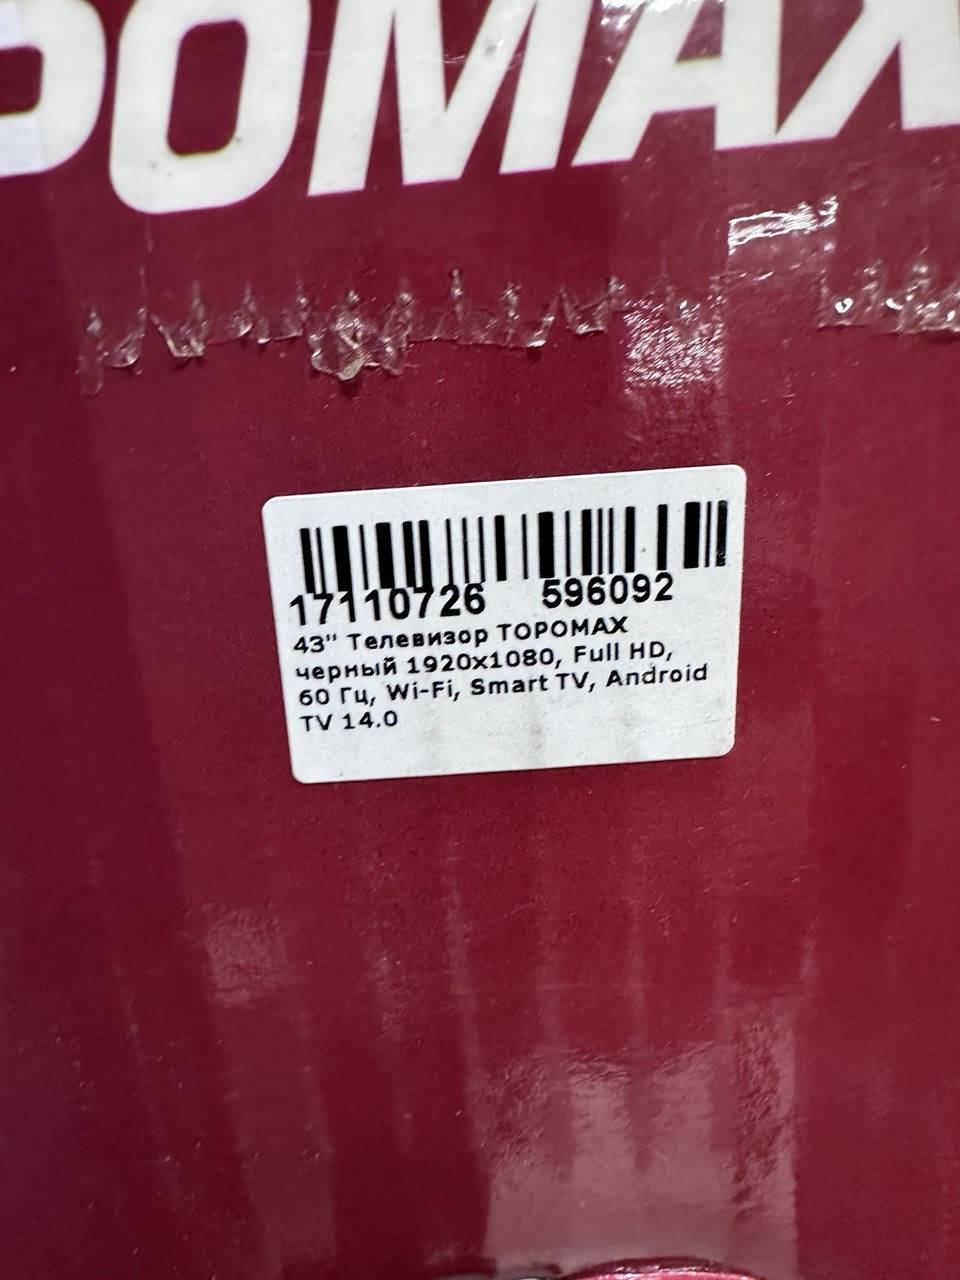 POMAX
17110726 596092
43" Телевизор TOPOMAX
черный 1920x1080, Full HD,
60 Гц, Wi-Fi, Smart TV, Android
TV 14.0